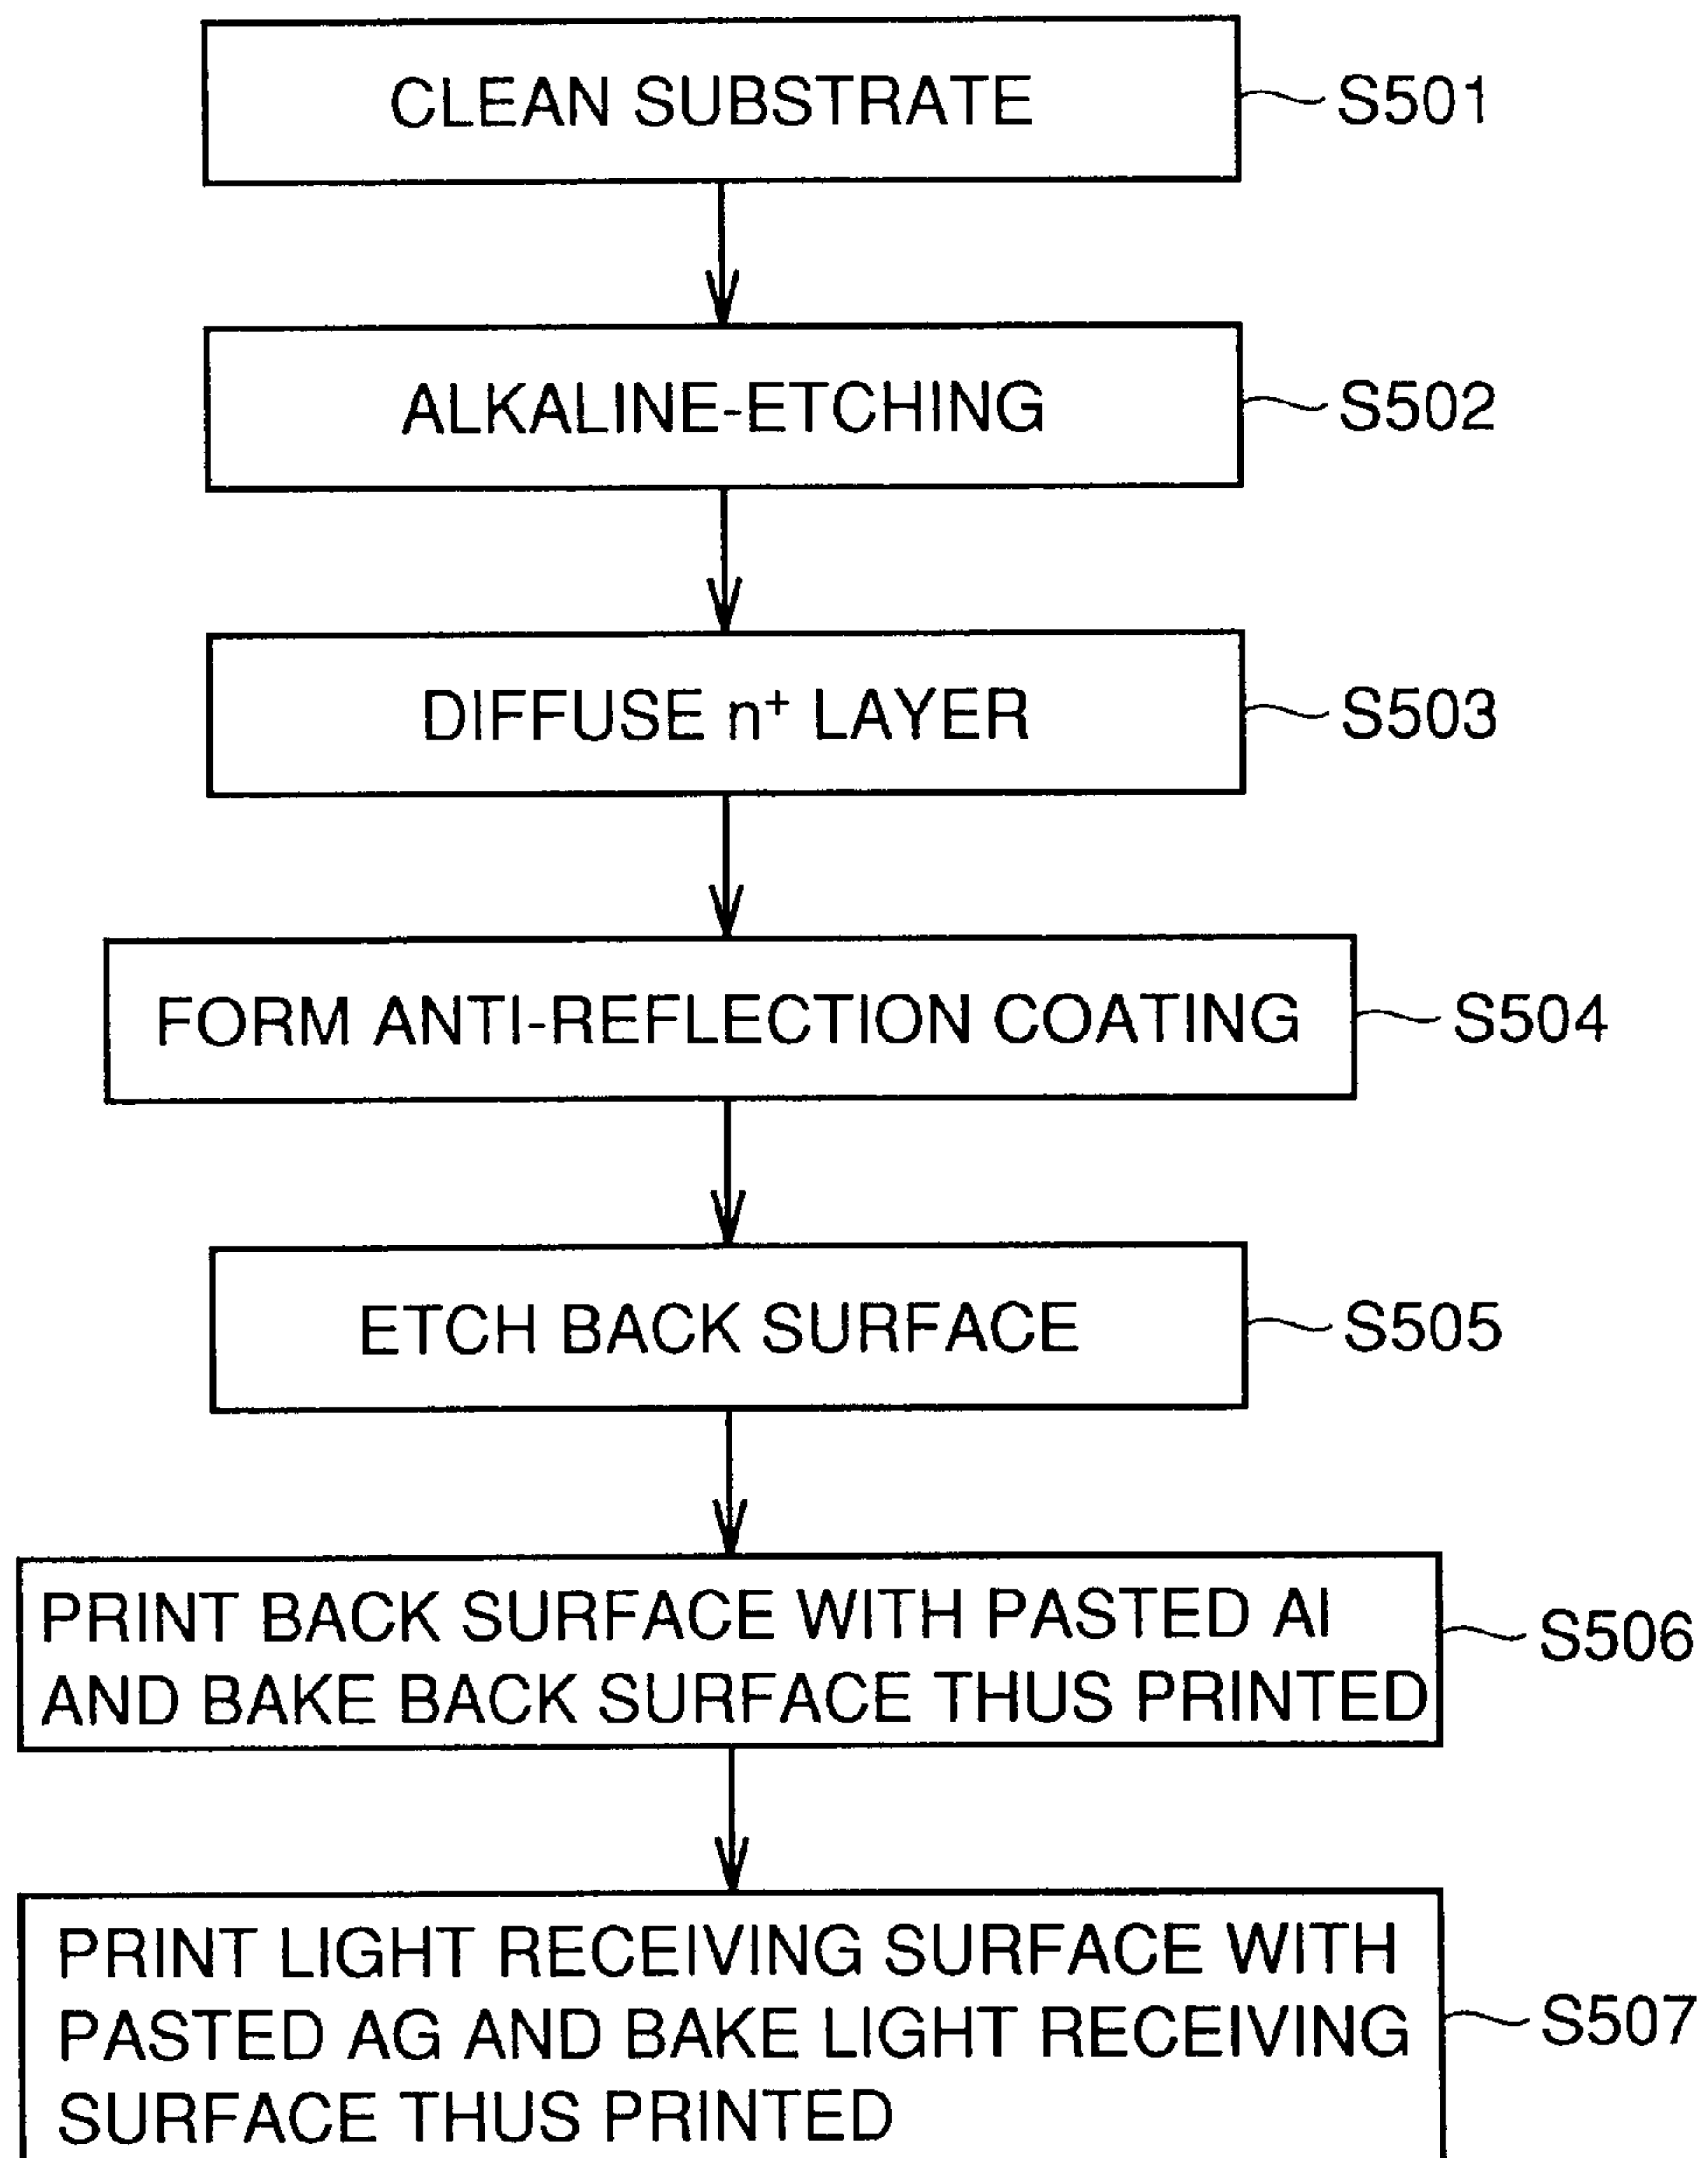 CLEAN SUBSTRATE S501
ALKALINE-ETCHING S502
DIFFUSE n⁺ LAYER S503
FORM ANTI-REFLECTION COATING S504
ETCH BACK SURFACE S505
PRINT BACK SURFACE WITH PASTED Al
AND BAKE BACK SURFACE THUS PRINTED
S506
PRINT LIGHT RECEIVING SURFACE WITH
PASTED AG AND BAKE LIGHT RECEIVING
SURFACE THUS PRINTED
S507